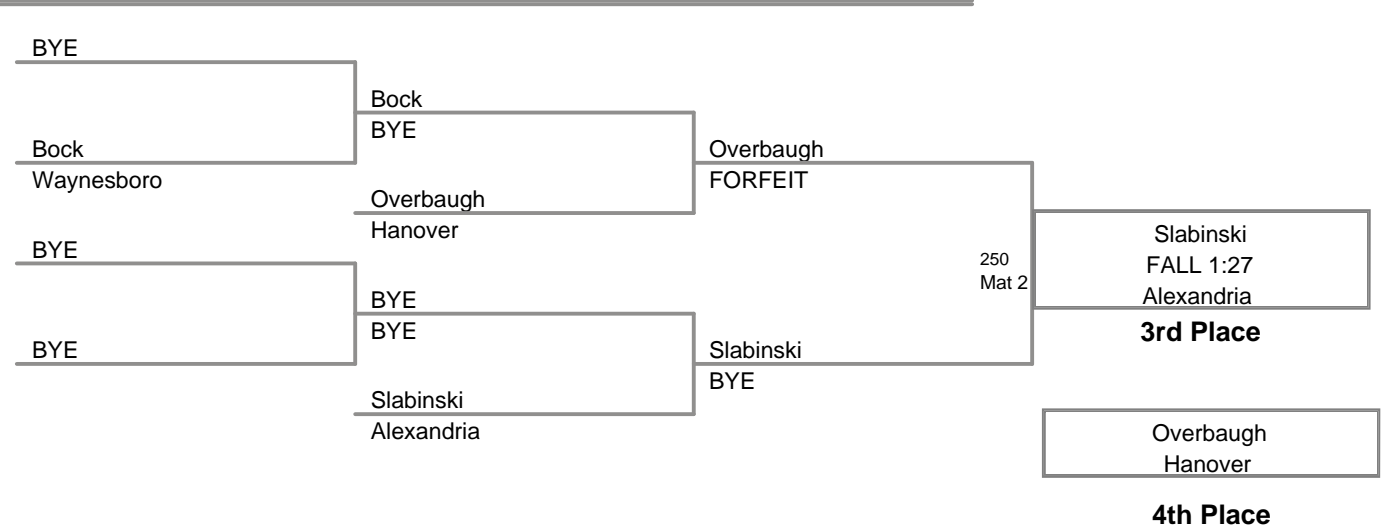 BYE
Bock
BYE
Bock
Waynesboro
Overbaugh
FORFEIT
Overbaugh
Hanover
BYE
250
Mat 2
Slabinski
FALL 1:27
Alexandria
3rd Place
BYE
BYE
BYE
Slabinski
BYE
Slabinski
Alexandria
Overbaugh
Hanover
4th Place